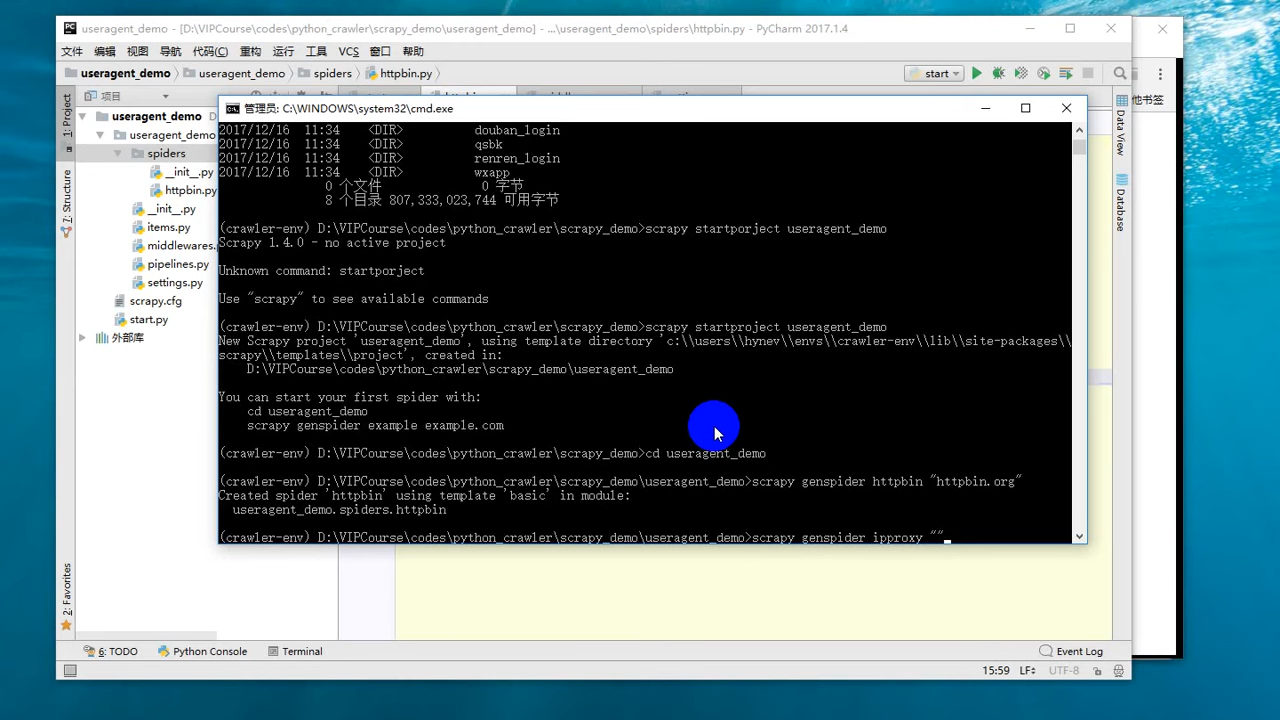 useragent_demo - [D:\VIPCourse\codes\python_crawler\scrapy_demo\useragent_demo] - ...\useragent_demo\spiders\httpbin.py - PyCharm 2017.1.4
文件 编辑 视图 导航 代码(C) 重构 运行 工具 VCS 窗口 帮助
useragent_demo useragent_demo spiders httpbin.py start
项目
他书签
1: Project
7: Structure
2: Favorites
useragent_demo D
useragent_demo
spiders
__init__.py
httpbin.py
__init__.py
items.py
middlewares.
pipelines.py
settings.py
scrapy.cfg
start.py
外部库
管理员: C:\WINDOWS\system32\cmd.exe
2017/12/16 11:34 <DIR> douban_login
2017/12/16 11:34 <DIR> qsbk
2017/12/16 11:34 <DIR> renren_login
2017/12/16 11:34 <DIR> wxapp
0 个文件 0 字节
8 个目录 807,333,023,744 可用字节
(crawler-env) D:\VIPCourse\codes\python_crawler\scrapy_demo>scrapy startporject useragent_demo
Scrapy 1.4.0 - no active project
Unknown command: startporject
Use "scrapy" to see available commands
(crawler-env) D:\VIPCourse\codes\python_crawler\scrapy_demo>scrapy startproject useragent_demo
New Scrapy project 'useragent_demo', using template directory 'c:\\users\\hynev\\envs\\crawler-env\\lib\\site-packages\\
scrapy\\templates\\project', created in:
D:\VIPCourse\codes\python_crawler\scrapy_demo\useragent_demo
You can start your first spider with:
cd useragent_demo
scrapy genspider example example.com
(crawler-env) D:\VIPCourse\codes\python_crawler\scrapy_demo>cd useragent_demo
(crawler-env) D:\VIPCourse\codes\python_crawler\scrapy_demo\useragent_demo>scrapy genspider httpbin "httpbin.org"
Created spider 'httpbin' using template 'basic' in module:
useragent_demo.spiders.httpbin
(crawler-env) D:\VIPCourse\codes\python_crawler\scrapy_demo\useragent_demo>scrapy genspider ipproxy ""
Data View
Database
6: TODO Python Console Terminal Event Log
15:59 LF UTF-8